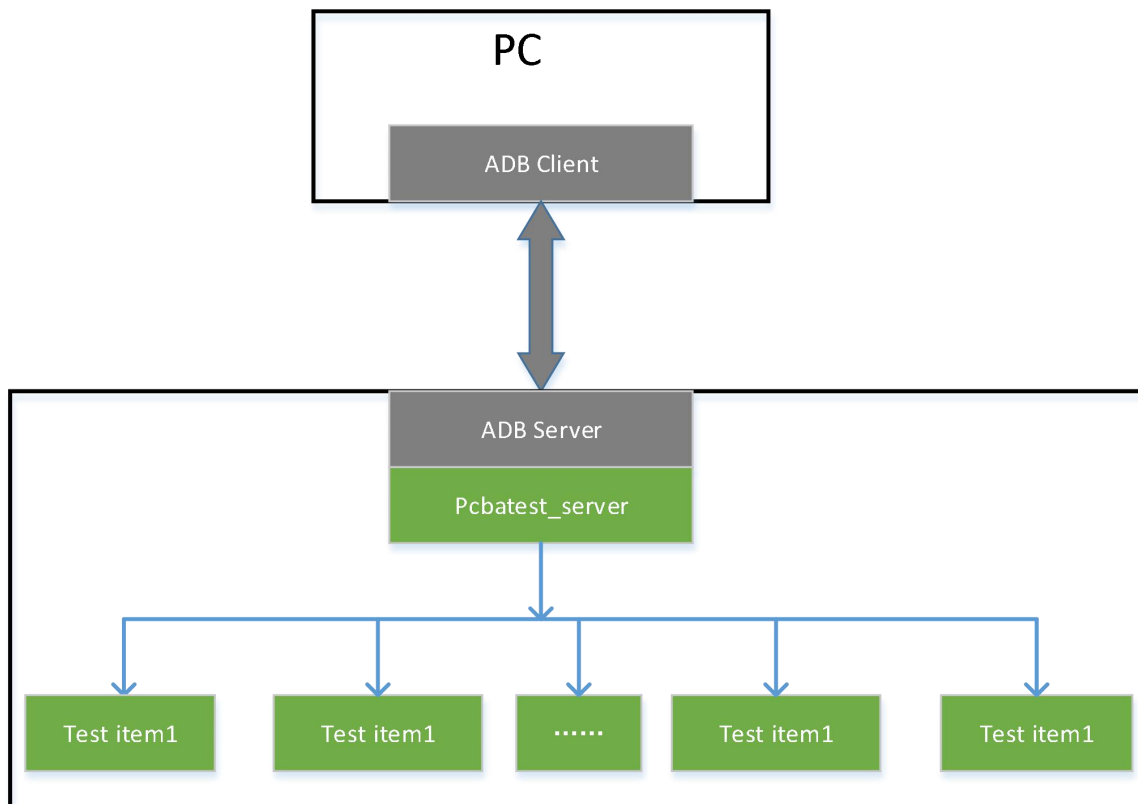 PC
ADB Client
ADB Server
Pcbatest_server
Test item1
Test item1
......
Test item1
Test item1